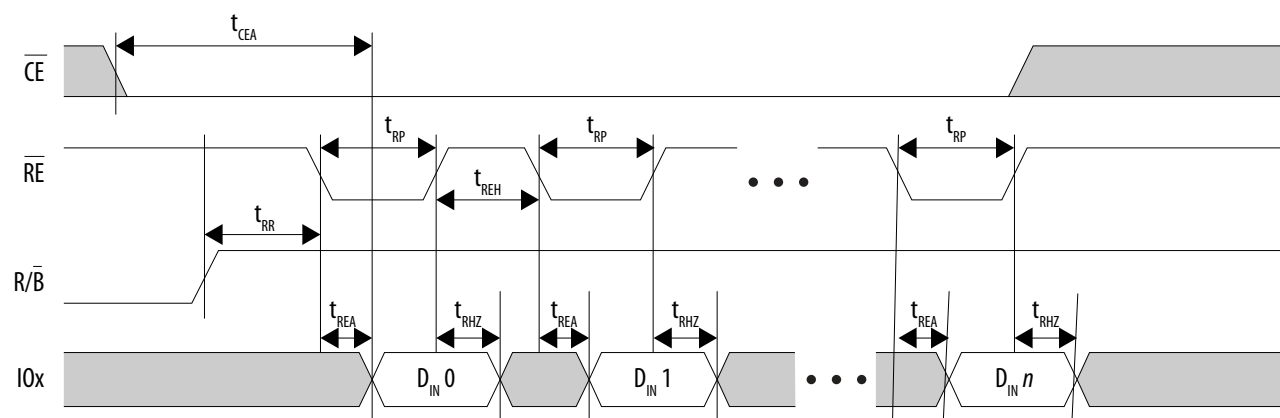 tCEA
CE
tRP tRP tRP
RE
tREH
tRR
R/B
tREA tRHZ tREA tRHZ tREA tRHZ
IOx
DIN 0 DIN 1 DIN n